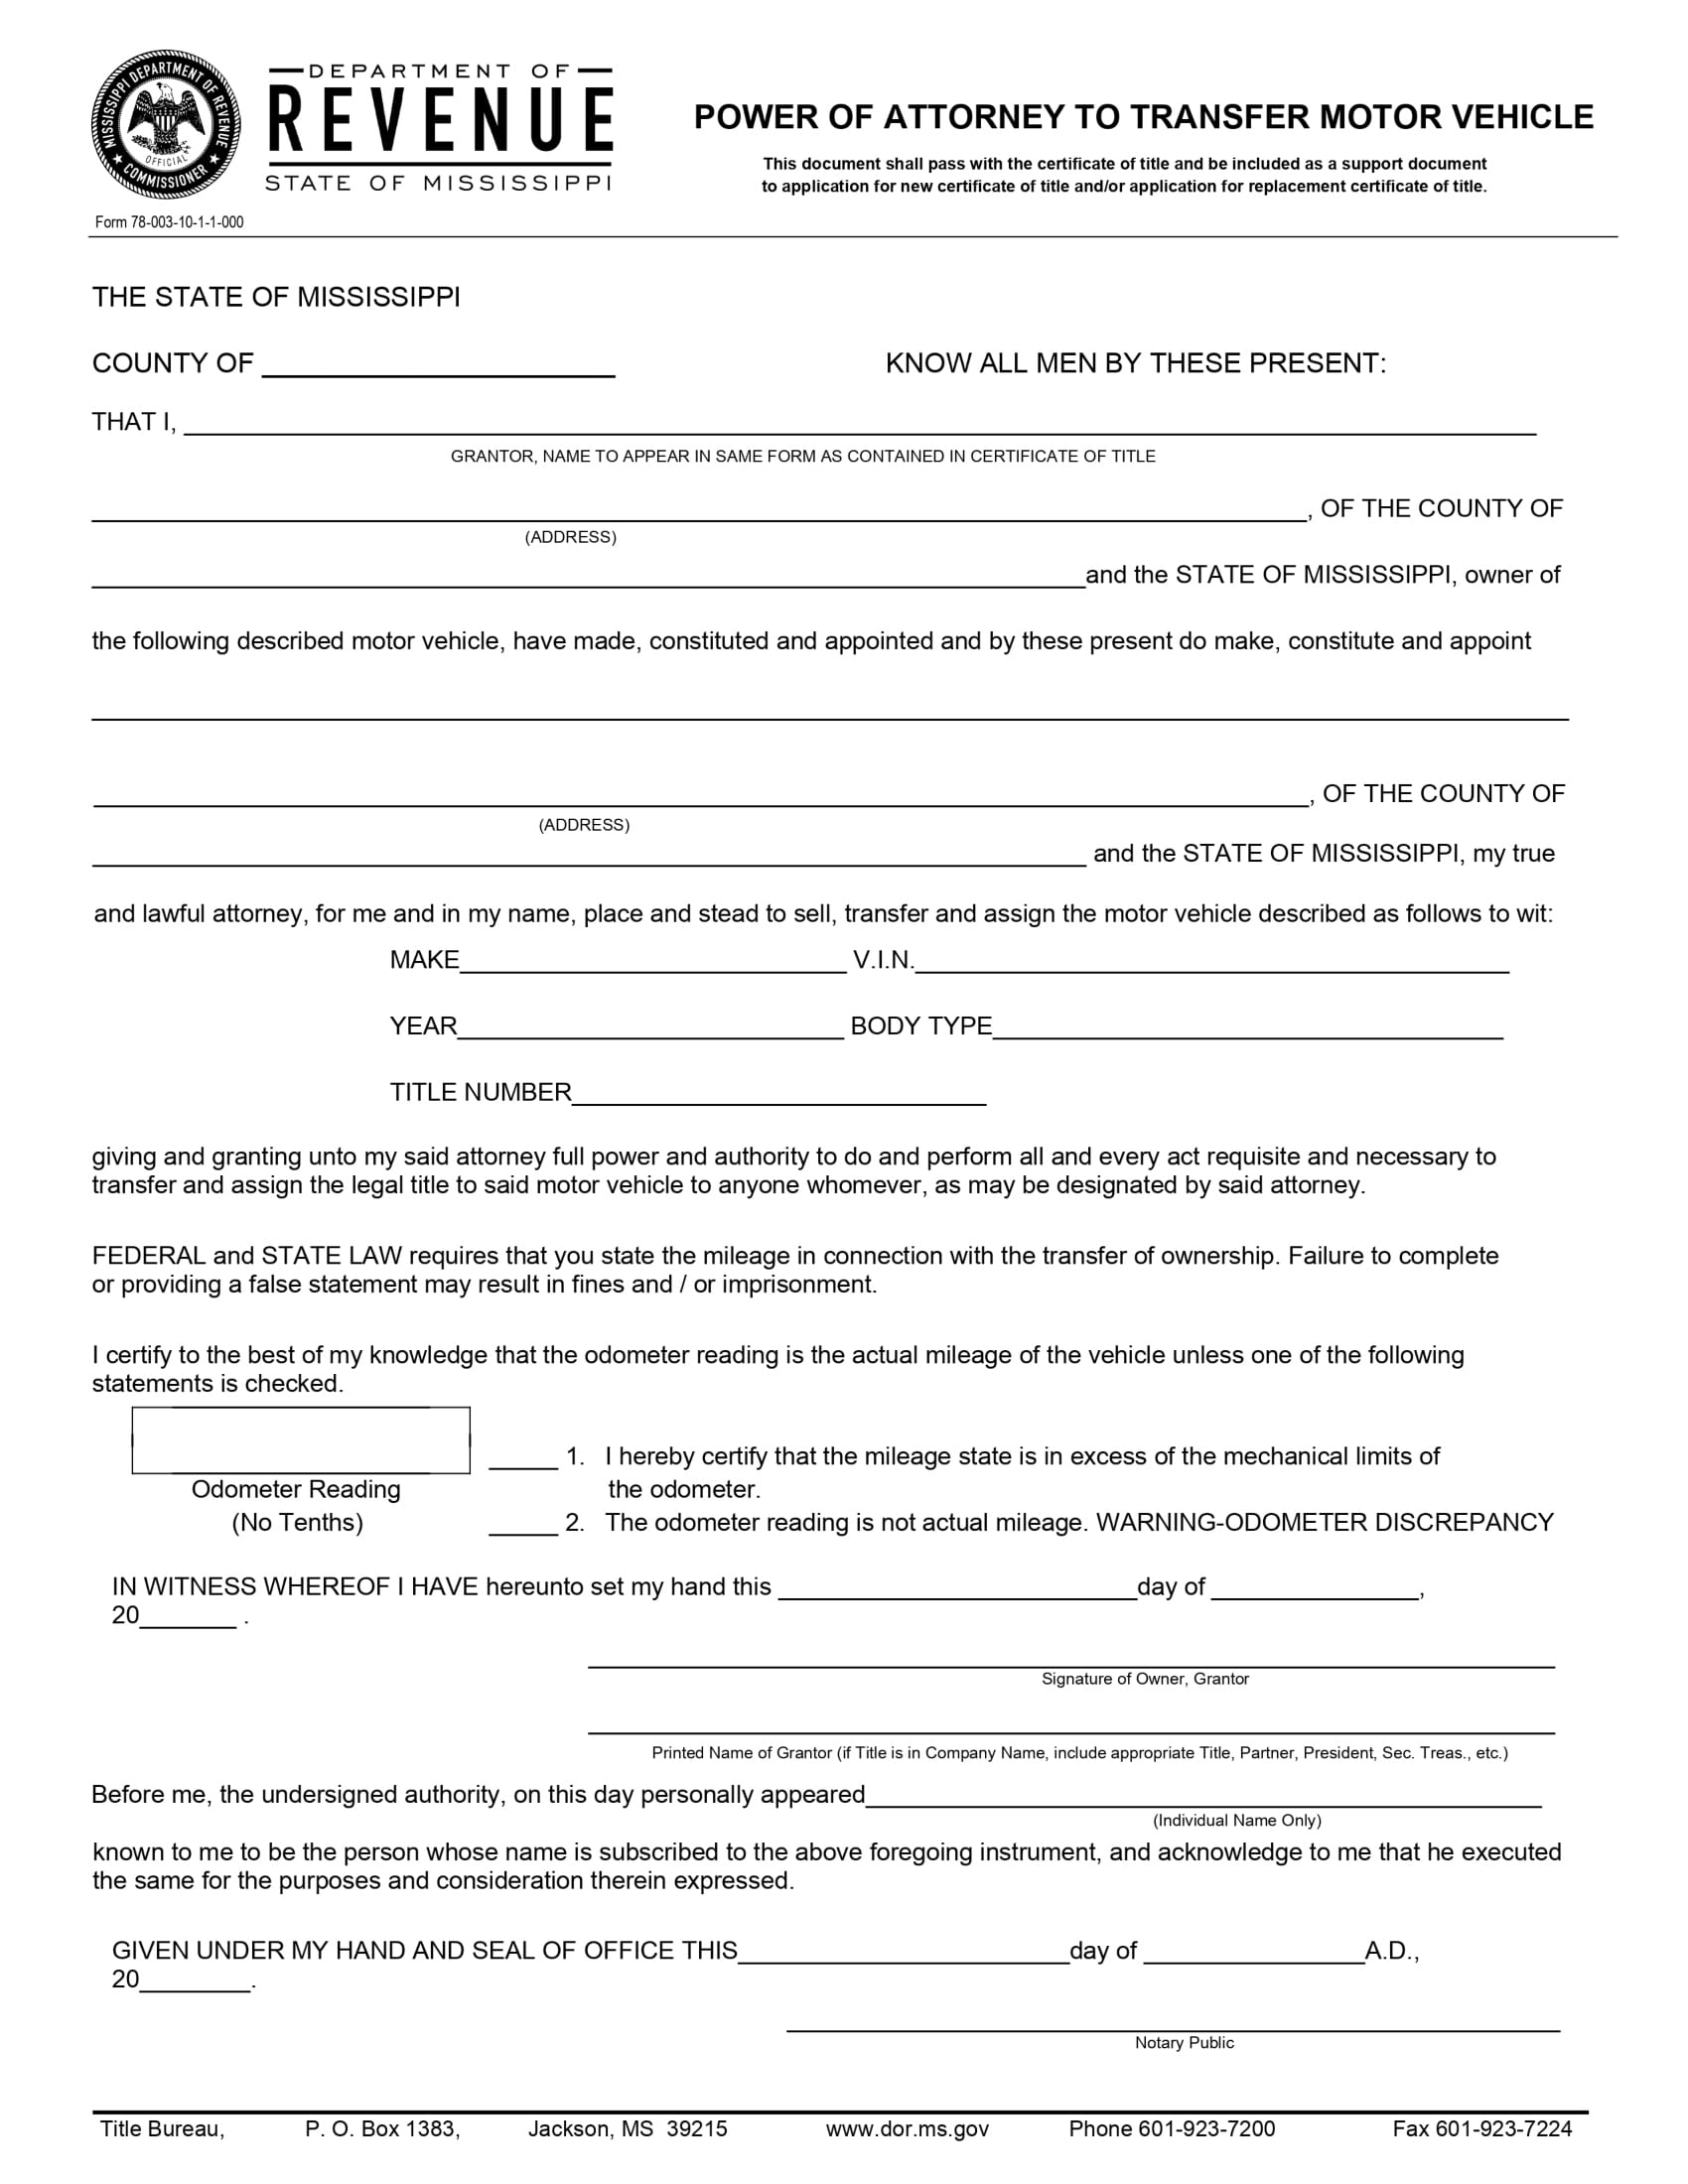 MISSISSIPPI DEPARTMENT OF REVENUE
OFFICIAL
COMMISSIONER
DEPARTMENT OF
REVENUE
STATE OF MISSISSIPPI
Form 78-003-10-1-1-000
POWER OF ATTORNEY TO TRANSFER MOTOR VEHICLE
This document shall pass with the certificate of title and be included as a support document
to application for new certificate of title and/or application for replacement certificate of title.
THE STATE OF MISSISSIPPI
COUNTY OF ____________ KNOW ALL MEN BY THESE PRESENT:
THAT I, ____________
GRANTOR, NAME TO APPEAR IN SAME FORM AS CONTAINED IN CERTIFICATE OF TITLE
____________, OF THE COUNTY OF
(ADDRESS)
____________and the STATE OF MISSISSIPPI, owner of
the following described motor vehicle, have made, constituted and appointed and by these present do make, constitute and appoint
____________
____________, OF THE COUNTY OF
(ADDRESS)
____________ and the STATE OF MISSISSIPPI, my true
and lawful attorney, for me and in my name, place and stead to sell, transfer and assign the motor vehicle described as follows to wit:
MAKE____________ V.I.N.____________
YEAR____________ BODY TYPE____________
TITLE NUMBER____________
giving and granting unto my said attorney full power and authority to do and perform all and every act requisite and necessary to
transfer and assign the legal title to said motor vehicle to anyone whomever, as may be designated by said attorney.
FEDERAL and STATE LAW requires that you state the mileage in connection with the transfer of ownership. Failure to complete
or providing a false statement may result in fines and / or imprisonment.
I certify to the best of my knowledge that the odometer reading is the actual mileage of the vehicle unless one of the following
statements is checked.
_____ 1. I hereby certify that the mileage state is in excess of the mechanical limits of
Odometer Reading the odometer.
(No Tenths) _____ 2. The odometer reading is not actual mileage. WARNING-ODOMETER DISCREPANCY
IN WITNESS WHEREOF I HAVE hereunto set my hand this ____________day of ____________,
20_______ .
Signature of Owner, Grantor
Printed Name of Grantor (if Title is in Company Name, include appropriate Title, Partner, President, Sec. Treas., etc.)
Before me, the undersigned authority, on this day personally appeared____________
(Individual Name Only)
known to me to be the person whose name is subscribed to the above foregoing instrument, and acknowledge to me that he executed
the same for the purposes and consideration therein expressed.
GIVEN UNDER MY HAND AND SEAL OF OFFICE THIS____________day of ____________A.D.,
20________.
Notary Public
Title Bureau, P. O. Box 1383, Jackson, MS 39215 www.dor.ms.gov Phone 601-923-7200 Fax 601-923-7224